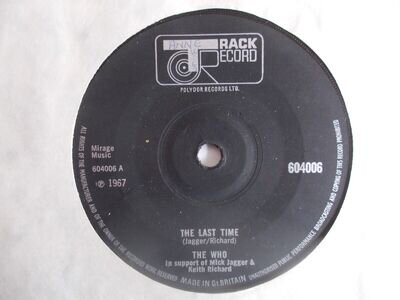 ANNE
TRACK
RECORD
POLYDOR RECORDS LTD.
Mirage
Music
604006 A
℗ 1967
604006
THE LAST TIME
(Jagger/Richard)
THE WHO
In support of Mick Jagger &
Keith Richard
ALL RIGHTS OF THE MANUFACTURER AND OF THE OWNER OF THE RECORDED WORK RESERVED
UNAUTHORISED PUBLIC PERFORMANCE BROADCASTING AND COPYING OF THIS RECORD PROHIBITED
MADE IN Gt. BRITAIN